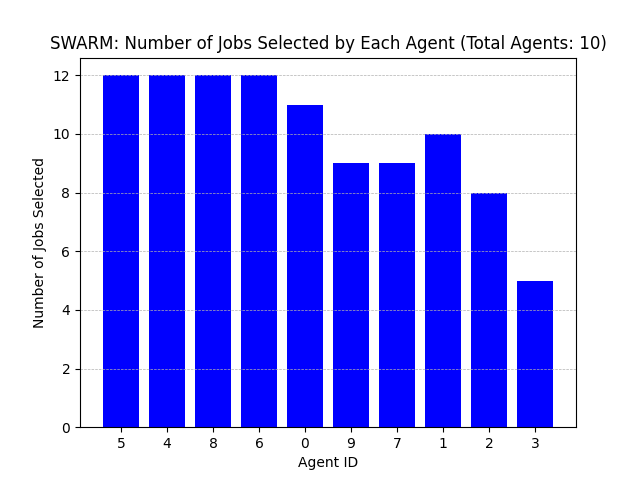 SWARM: Number of Jobs Selected by Each Agent (Total Agents: 10)
12
10
8
6
4
2
0
Number of Jobs Selected
5 4 8 6 0 9 7 1 2 3
Agent ID